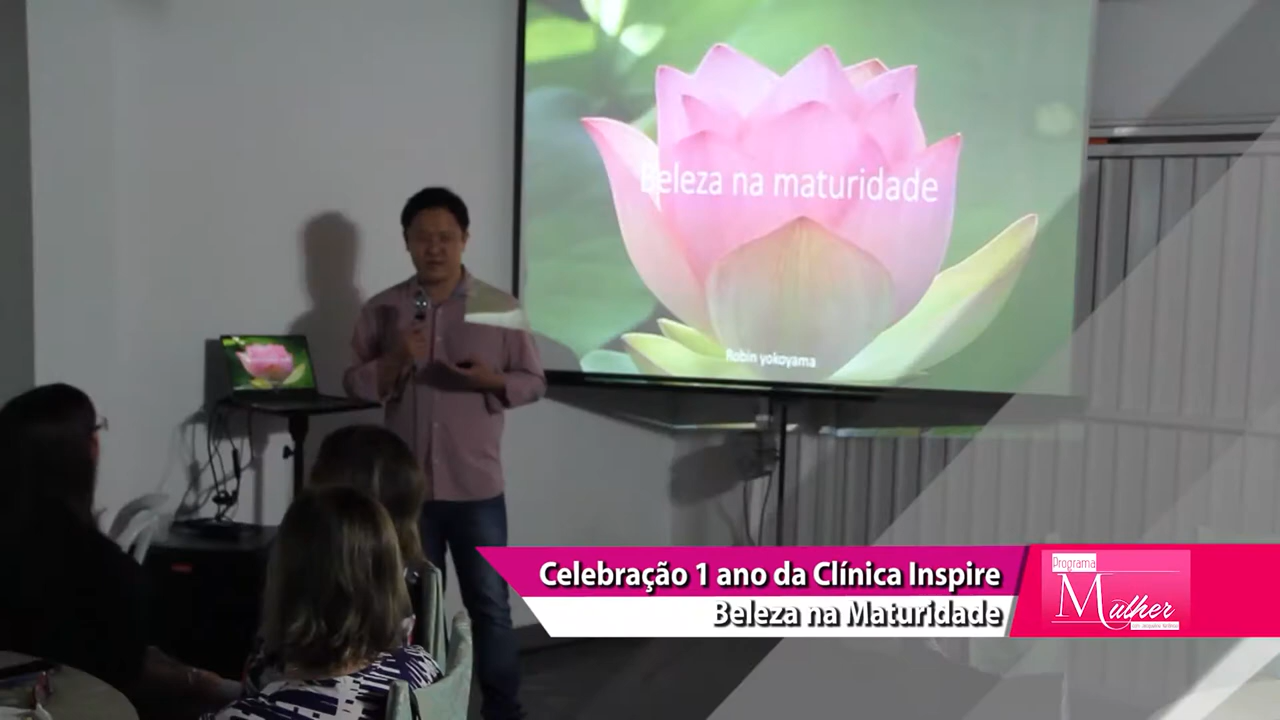 Beleza na maturidade
Robin yokoyama
Celebração 1 ano da Clínica Inspire
Beleza na Maturidade
Programa
Mulher